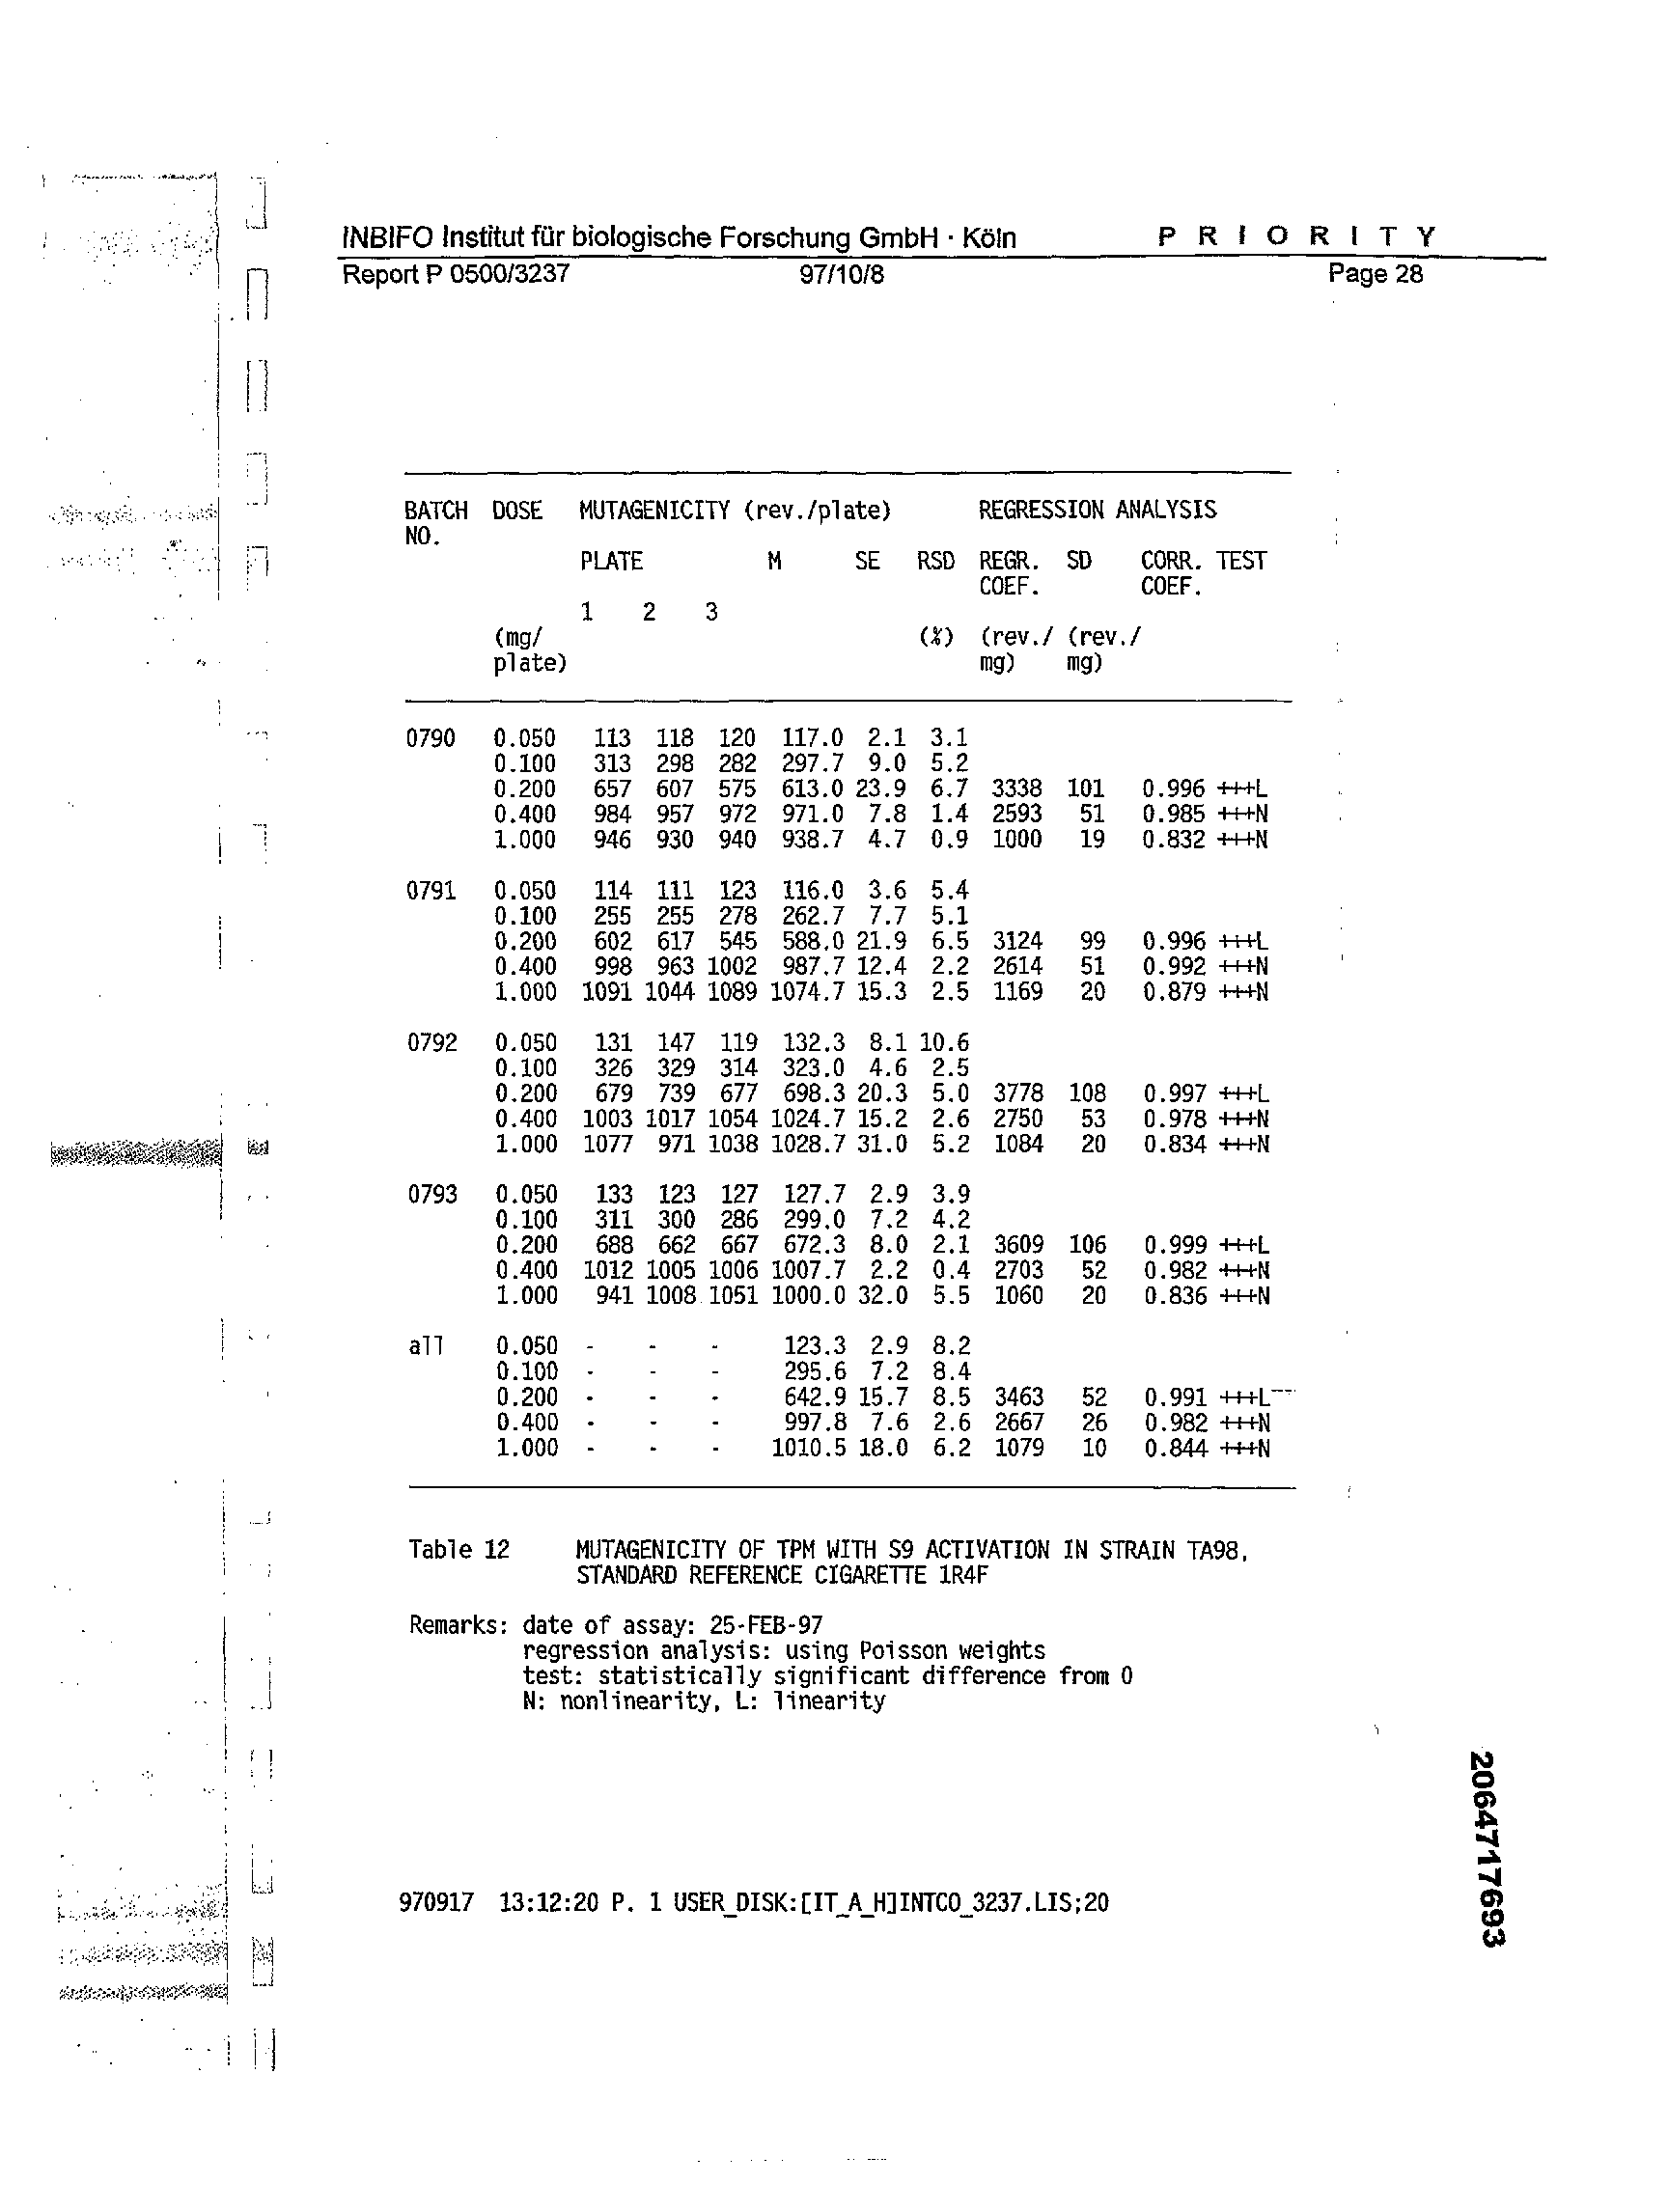 INBIFO Institut für biologische Forschung GmbH · Köln P R I O R I T Y
Report P 0500/3237 97/10/8 Page 28
BATCH DOSE MUTAGENICITY (rev./plate) REGRESSION ANALYSIS
NO.
PLATE M SE RSD REGR. SD CORR. TEST
COEF. COEF.
1 2 3
(mg/ (%) (rev./ (rev./
plate) mg) mg)
0790 0.050 113 118 120 117.0 2.1 3.1
0.100 313 298 282 297.7 9.0 5.2
0.200 657 607 575 613.0 23.9 6.7 3338 101 0.996 +++L
0.400 984 957 972 971.0 7.8 1.4 2593 51 0.985 +++N
1.000 946 930 940 938.7 4.7 0.9 1000 19 0.832 +++N
0791 0.050 114 111 123 116.0 3.6 5.4
0.100 255 255 278 262.7 7.7 5.1
0.200 602 617 545 588.0 21.9 6.5 3124 99 0.996 +++L
0.400 998 963 1002 987.7 12.4 2.2 2614 51 0.992 +++N
1.000 1091 1044 1089 1074.7 15.3 2.5 1169 20 0.879 +++N
0792 0.050 131 147 119 132.3 8.1 10.6
0.100 326 329 314 323.0 4.6 2.5
0.200 679 739 677 698.3 20.3 5.0 3778 108 0.997 +++L
0.400 1003 1017 1054 1024.7 15.2 2.6 2750 53 0.978 +++N
1.000 1077 971 1038 1028.7 31.0 5.2 1084 20 0.834 +++N
0793 0.050 133 123 127 127.7 2.9 3.9
0.100 311 300 286 299.0 7.2 4.2
0.200 688 662 667 672.3 8.0 2.1 3609 106 0.999 +++L
0.400 1012 1005 1006 1007.7 2.2 0.4 2703 52 0.982 +++N
1.000 941 1008 1051 1000.0 32.0 5.5 1060 20 0.836 +++N
all 0.050 - - - 123.3 2.9 8.2
0.100 - - - 295.6 7.2 8.4
0.200 - - - 642.9 15.7 8.5 3463 52 0.991 +++L
0.400 - - - 997.8 7.6 2.6 2667 26 0.982 +++N
1.000 - - - 1010.5 18.0 6.2 1079 10 0.844 +++N
Table 12 MUTAGENICITY OF TPM WITH S9 ACTIVATION IN STRAIN TA98,
STANDARD REFERENCE CIGARETTE 1R4F
Remarks: date of assay: 25-FEB-97
regression analysis: using Poisson weights
test: statistically significant difference from 0
N: nonlinearity, L: linearity
2064717693
970917 13:12:20 P. 1 USER_DISK:[IT_A_H]INTCO_3237.LIS;20